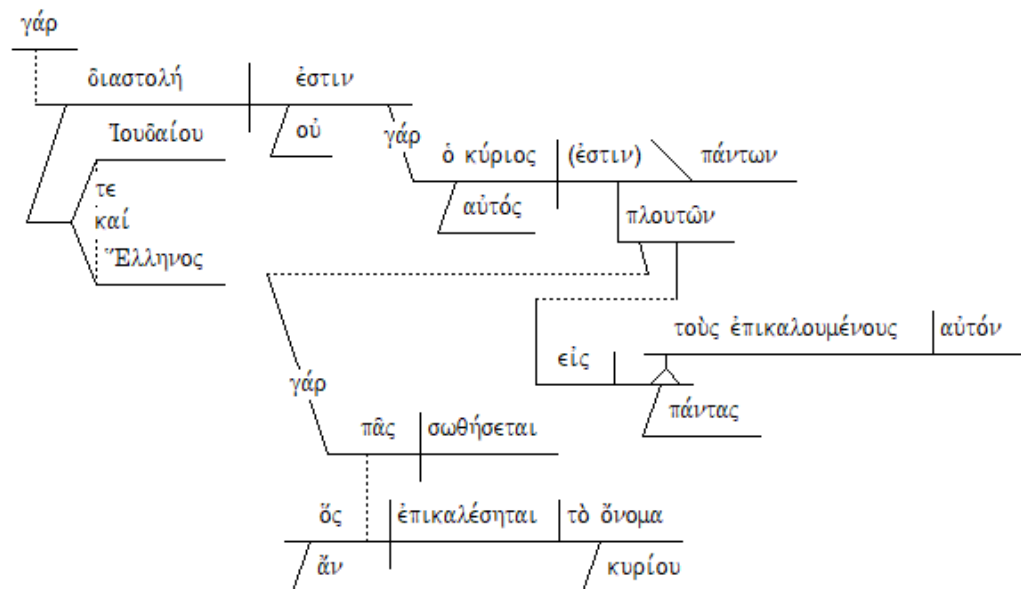 γάρ
διαστολή ἐστιν
Ἰουδαίου οὐ γάρ
ὁ κύριος (ἐστιν) πάντων
τε
αὐτός πλουτῶν
καί
Ἕλληνος
τοὺς ἐπικαλουμένους αὐτόν
εἰς
γάρ
πάντας
πᾶς σωθήσεται
ὅς ἐπικαλέσηται τὸ ὄνομα
ἄν κυρίου